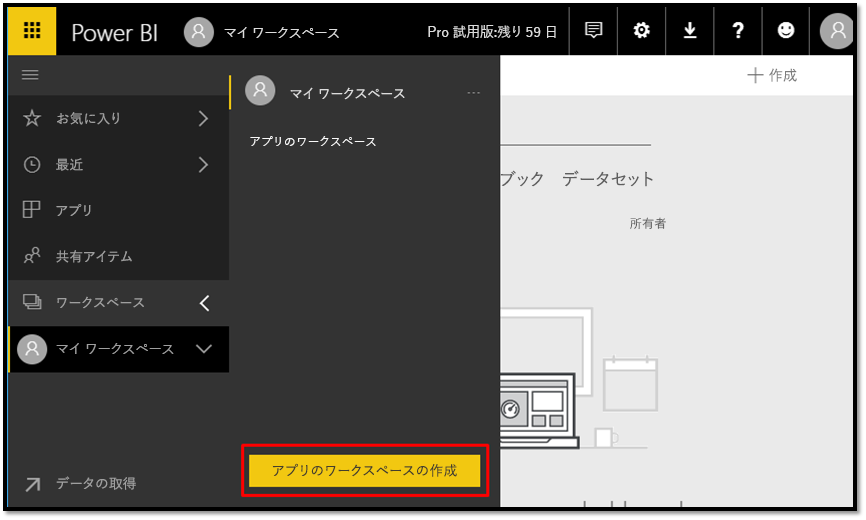 Power BI
マイ ワークスペース
Pro 試用版:残り 59 日
?
お気に入り
最近
アプリ
共有アイテム
ワークスペース
マイ ワークスペース
データの取得
マイ ワークスペース
...
アプリのワークスペース
アプリのワークスペースの作成
作成
ブック データセット
所有者